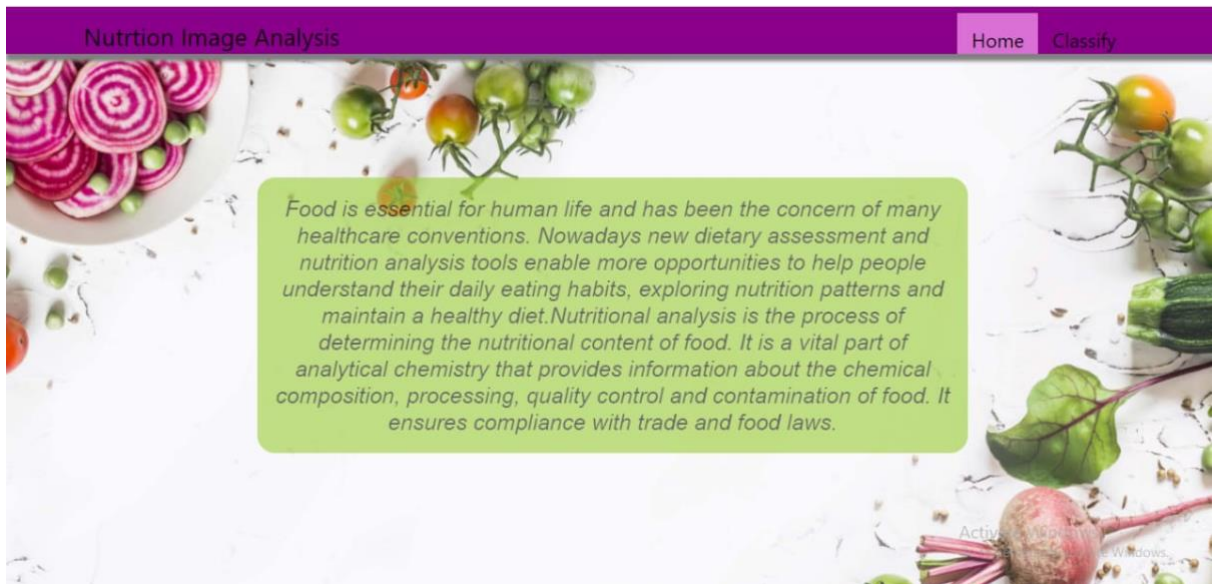 Nutrtion Image Analysis
Home
Classify
Food is essential for human life and has been the concern of many
healthcare conventions. Nowadays new dietary assessment and
nutrition analysis tools enable more opportunities to help people
understand their daily eating habits, exploring nutrition patterns and
maintain a healthy diet.Nutritional analysis is the process of
determining the nutritional content of food. It is a vital part of
analytical chemistry that provides information about the chemical
composition, processing, quality control and contamination of food. It
ensures compliance with trade and food laws.
Windows.